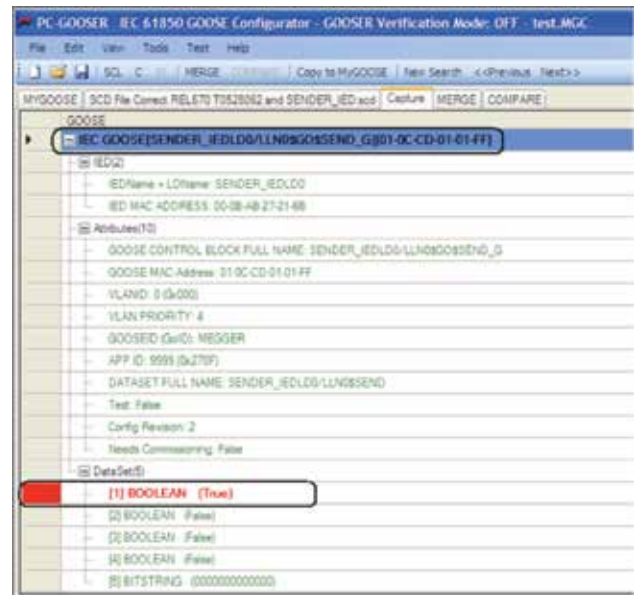 PC-GOOSER IEC 61850 GOOSE Configurator - GOOSER Verification Mode: OFF - test.MGC
File Edit View Tools Test Help
SCL C MERGE Copy to MyGOOSE New Search <<Previous Next>>
MYGOOSE SCD File Correct REL670 T0528062 and SENDER_IED.scd Capture MERGE COMPARE
GOOSE
IEC GOOSE[SENDER_IEDLD0/LLN0$GO$SEND_G][01-0C-CD-01-01-FF]
IED(2)
IEDName + LDName: SENDER_IEDLD0
IED MAC ADDRESS: 00-0B-AB-27-21-6B
Attributes(10)
GOOSE CONTROL BLOCK FULL NAME: SENDER_IEDLD0/LLN0$GO$SEND_G
GOOSE MAC Address: 01-0C-CD-01-01-FF
VLANID: 0 (0x000)
VLAN PRIORITY: 4
GOOSEID (GoID): MEGGER
APP ID: 9999 (0x270F)
DATASET FULL NAME: SENDER_IEDLD0/LLN0$SEND
Test: False
Config Revision: 2
Needs Commissioning: False
DataSet(5)
[1] BOOLEAN (True)
[2] BOOLEAN (False)
[3] BOOLEAN (False)
[4] BOOLEAN (False)
[5] BITSTRING (0000000000000)